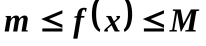 m ≤ f(x) ≤ M